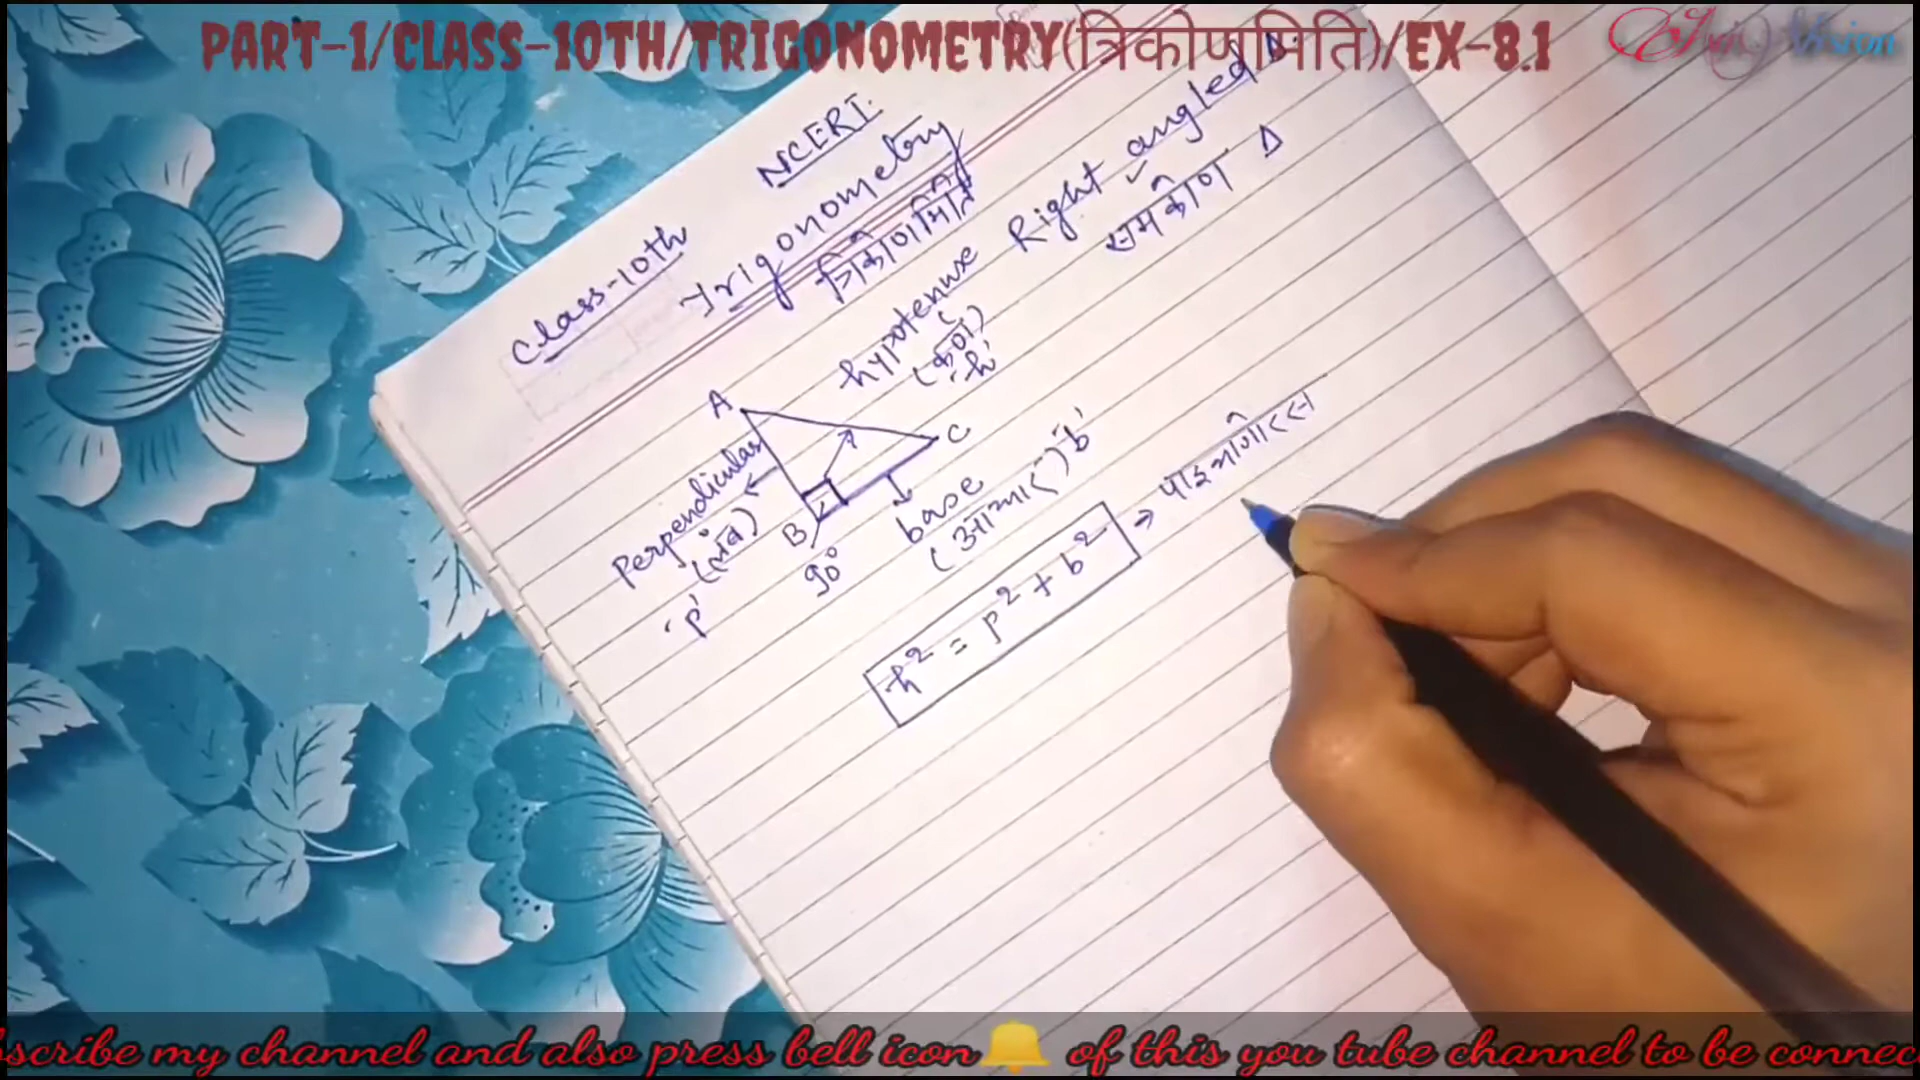 PART-1/CLASS-10TH/TRIGONOMETRY(त्रिकोणमिति)/EX-8.1
NCERT.
Class-10th
Trigonometry
त्रिकोणमिति
Right angled Δ.
समकोण Δ
hypotenuse
(कर्ण)
'h'
A
C
B
90°
Perpendicular
(लंब)
'p'
base
(आधार) 'b'
h² = p² + b² → पाइथागोरस
bscribe my channel and also press bell icon🔔 of this you tube channel to be connec